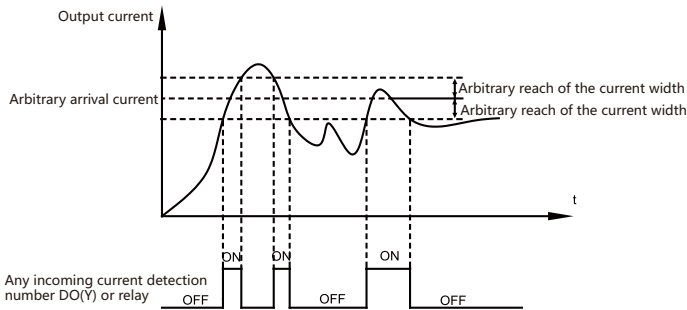 Output current
Arbitrary reach of the current width
Arbitrary arrival current
Arbitrary reach of the current width
t
ON
ON
ON
Any incoming current detection
number DO(Y) or relay
OFF
OFF
OFF